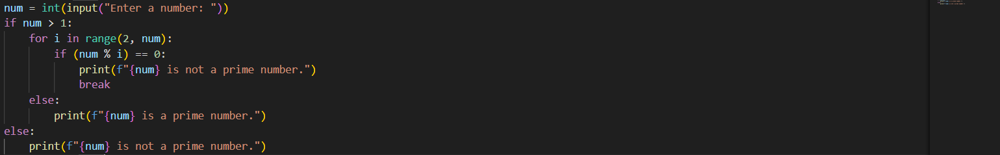 num = int(input("Enter a number: "))
if num > 1:
    for i in range(2, num):
        if (num % i) == 0:
            print(f"{num} is not a prime number.")
            break
    else:
        print(f"{num} is a prime number.")
else:
    print(f"{num} is not a prime number.")